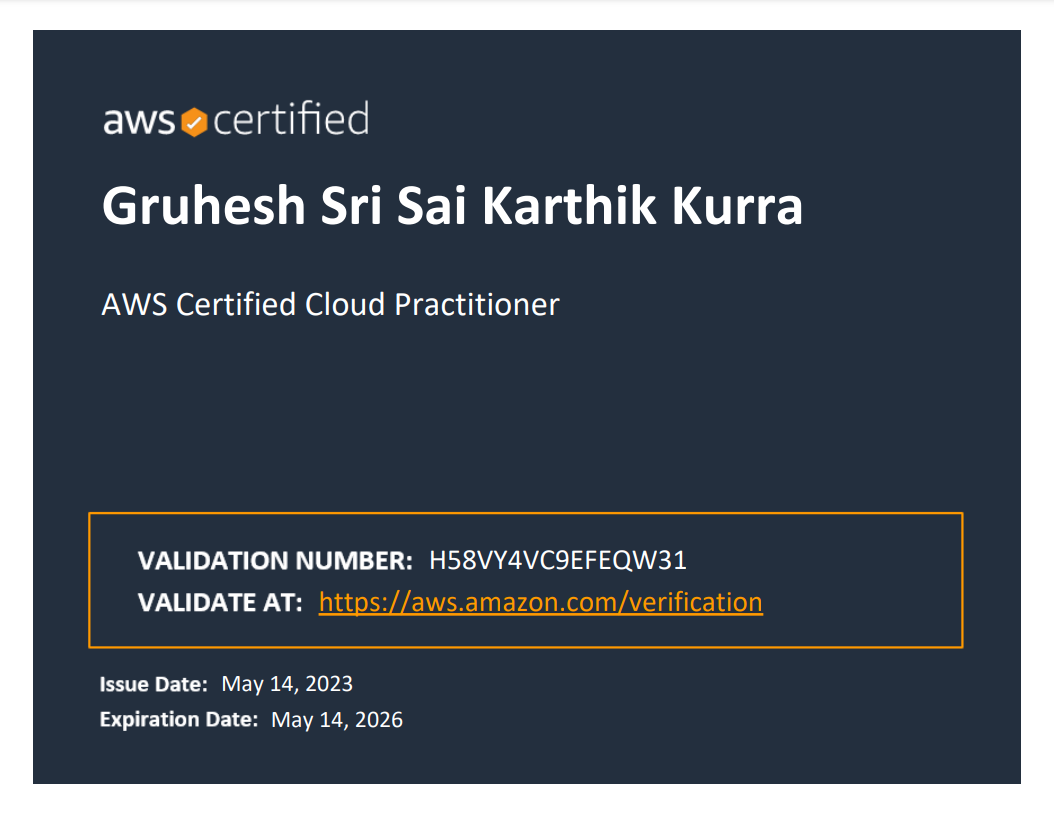 aws certified
Gruhesh Sri Sai Karthik Kurra
AWS Certified Cloud Practitioner
VALIDATION NUMBER: H58VY4VC9EFEQW31
VALIDATE AT: https://aws.amazon.com/verification
Issue Date: May 14, 2023
Expiration Date: May 14, 2026